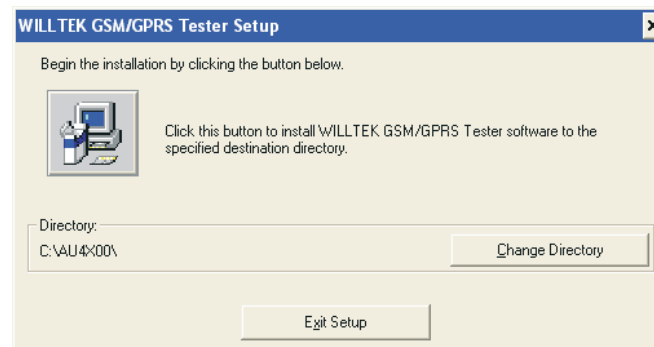 WILLTEK GSM/GPRS Tester Setup
Begin the installation by clicking the button below.
Click this button to install WILLTEK GSM/GPRS Tester software to the
specified destination directory.
Directory:
C:\AU4X00\
Change Directory
Exit Setup